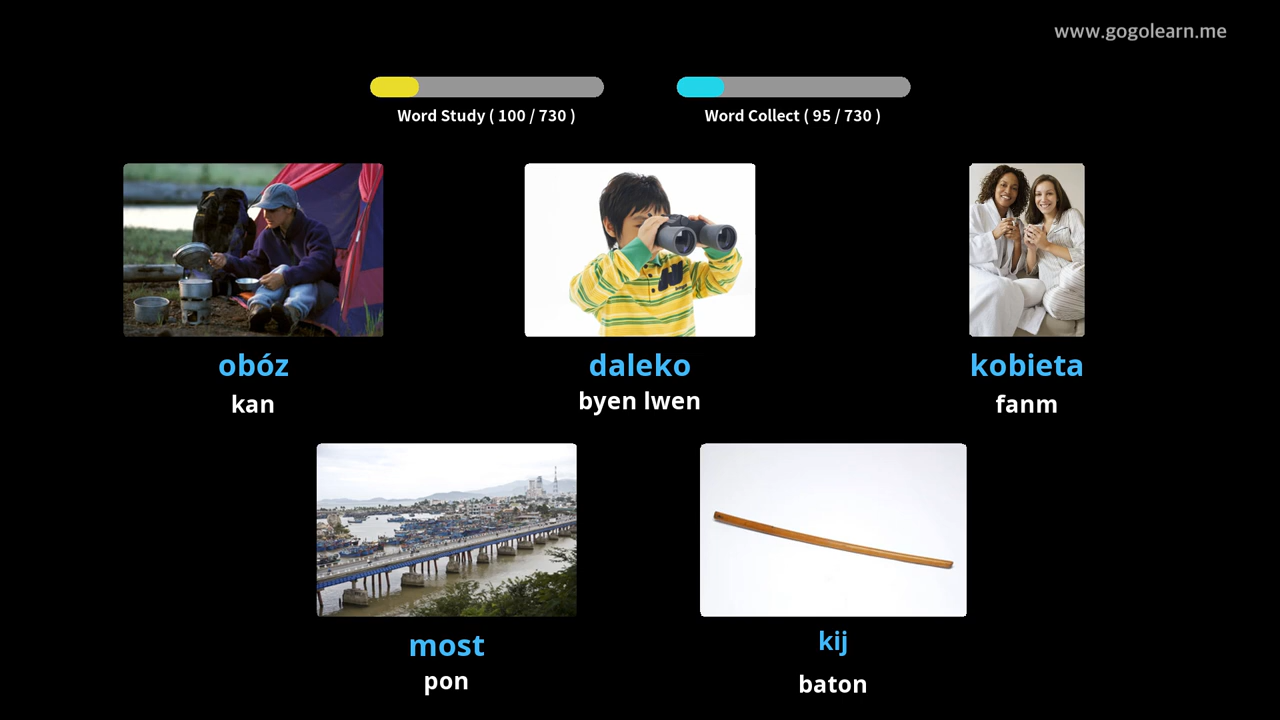 www.gogolearn.me
Word Study ( 100 / 730 )
Word Collect ( 95 / 730 )
obóz
kan
daleko
byen lwen
kobieta
fanm
most
pon
kij
baton